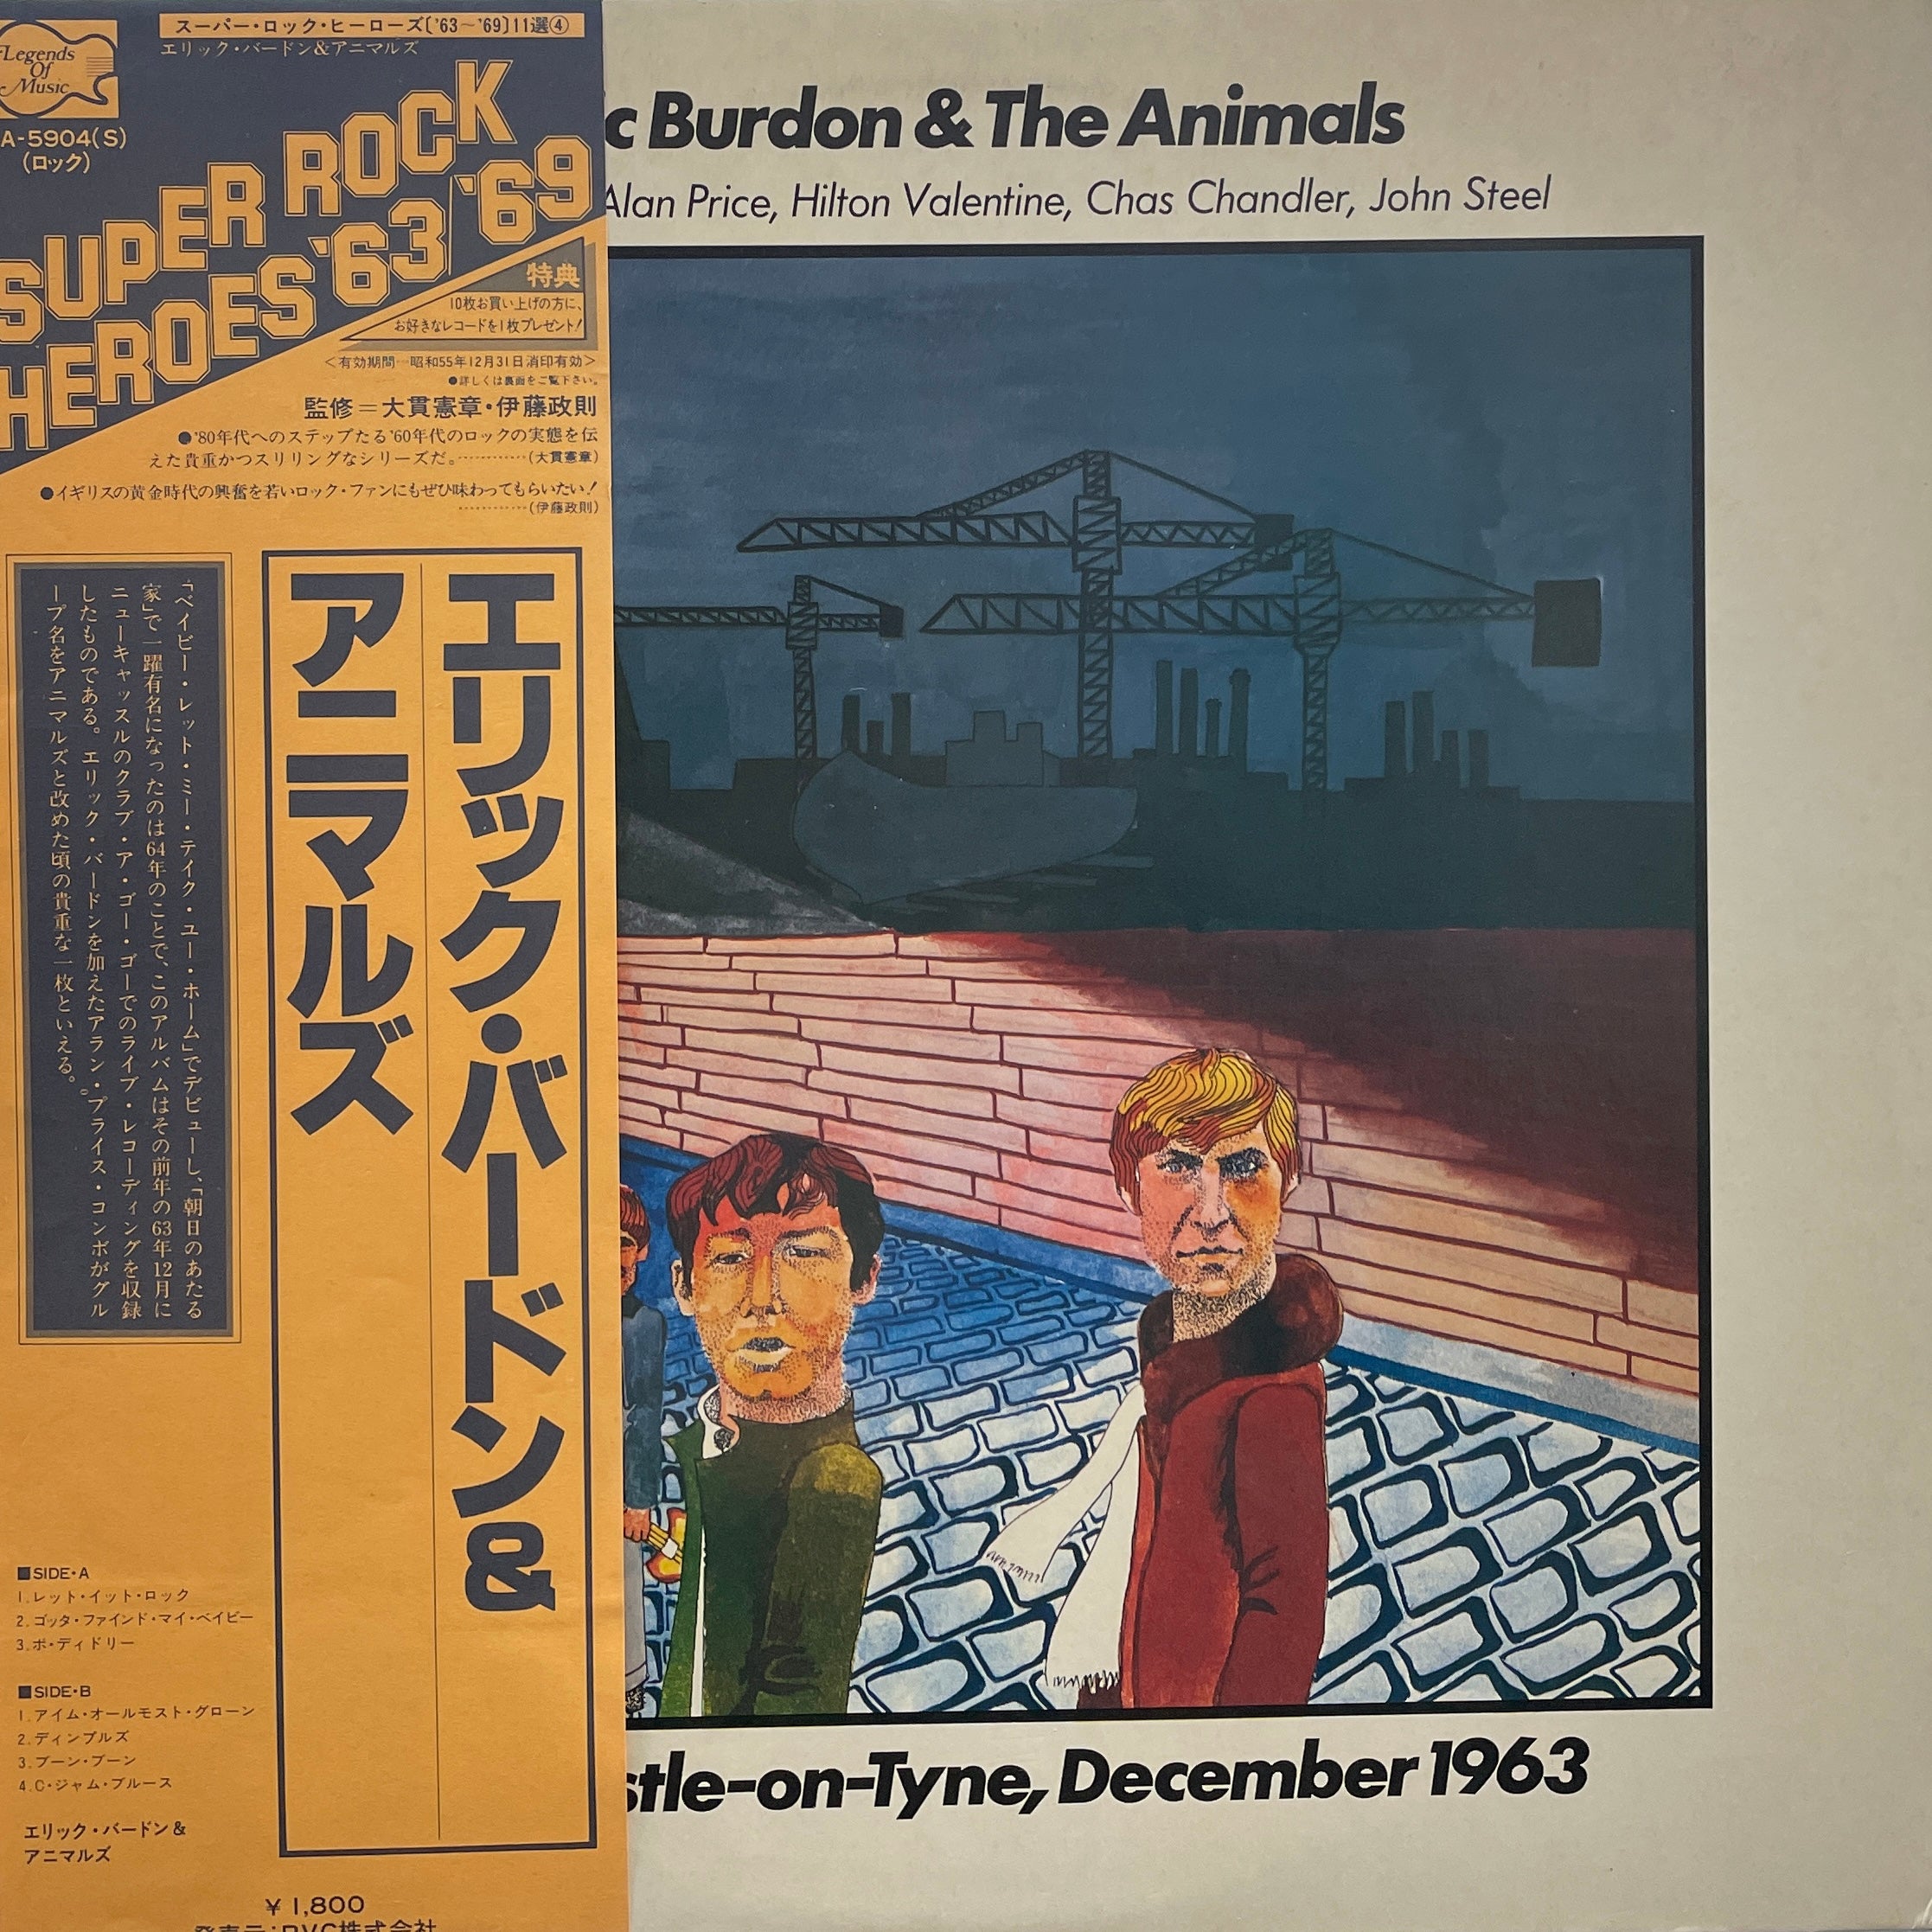 スーパー・ロック・ヒーローズ〔'63〜'69〕11選④
エリック・バードン&アニマルズ
Legends
Of
Music
A-5904(S)
(ロック)
SUPER ROCK
HEROES '63/'69
特典
10枚お買い上げの方に、
お好きなレコードを1枚プレゼント!
<有効期間…昭和55年12月31日消印有効>
●詳しくは裏面をご覧下さい。
監修=大貫憲章・伊藤政則
●'80年代へのステップたる'60年代のロックの実態を伝
えた貴重かつスリリングなシリーズだ。…………(大貫憲章)
●イギリスの黄金時代の興奮を若いロック・ファンにもぜひ味わってもらいたい!
…………(伊藤政則)
エリック・バードン&
アニマルズ
「ベイビー・レット・ミー・テイク・ユー・ホーム」でデビューし、「朝日のあたる
家」で一躍有名になったのは64年のことで、このアルバムはその前年の63年12月に
ニューキャッスルのクラブ・ア・ゴー・ゴーでのライブ・レコーディングを収録
したものである。エリック・バードンを加えたアラン・プライス・コンボがグル
ープ名をアニマルズと改めた頃の貴重な一枚といえる。
■SIDE・A
1.レット・イット・ロック
2.ゴッタ・ファインド・マイ・ベイビー
3.ボ・ディドリー
■SIDE・B
1.アイム・オールモスト・グローン
2.ディンプルズ
3.ブーン・ブーン
4.C・ジャム・ブルース
エリック・バードン&
アニマルズ
¥1,800
発売元:RVC株式会社
c Burdon & The Animals
Alan Price, Hilton Valentine, Chas Chandler, John Steel
stle-on-Tyne, December 1963